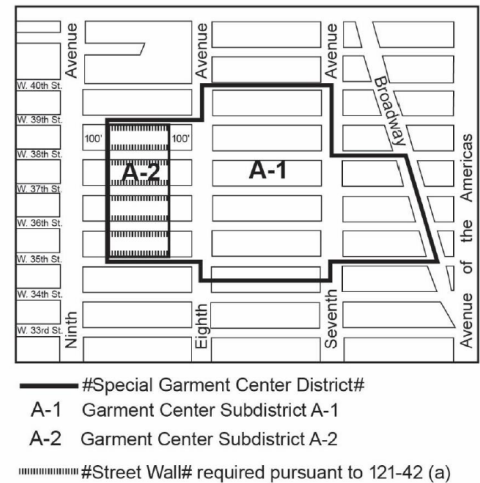 Avenue
Avenue
Avenue
W. 40th St.
Broadway
W. 39th St.
100'
100'
W. 38th St.
A-2
A-1
W. 37th St.
W. 36th St.
W. 35th St.
W. 34th St.
W. 33rd St.
Ninth
Eighth
Seventh
Avenue of the Americas
#Special Garment Center District#
A-1 Garment Center Subdistrict A-1
A-2 Garment Center Subdistrict A-2
#Street Wall# required pursuant to 121-42 (a)